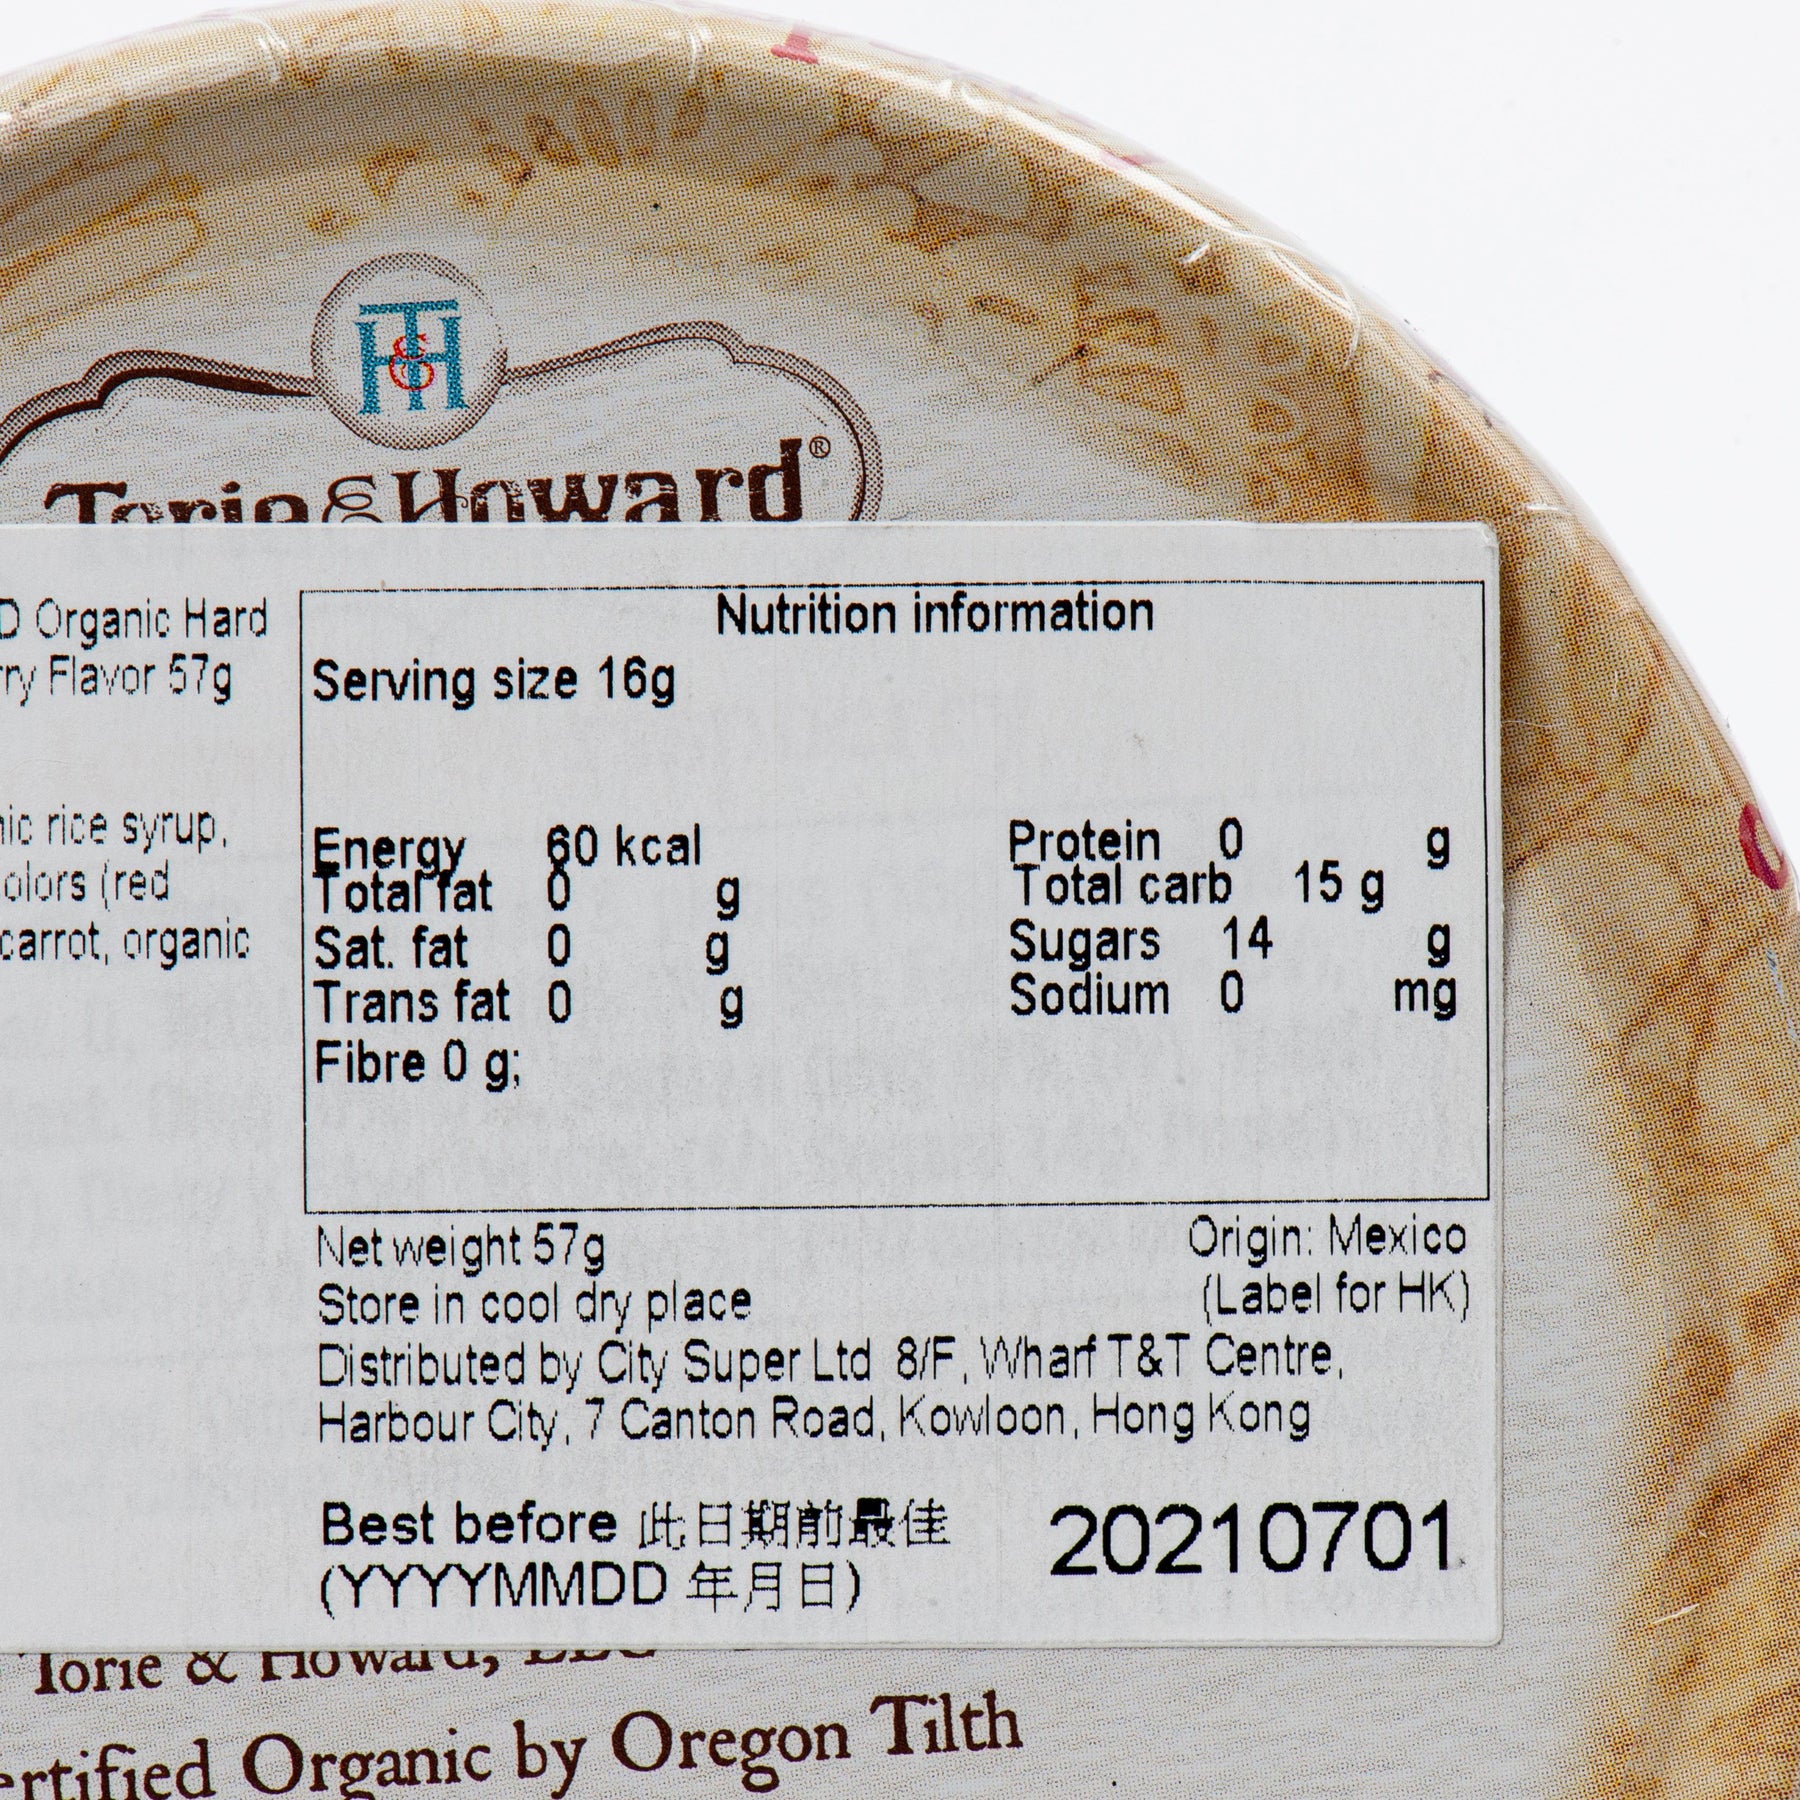 Torie & Howard®
D Organic Hard
ry Flavor 57g
nic rice syrup,
olors (red
carrot, organic
Nutrition information
Serving size 16g
Energy 60 kcal Protein 0 g
Total fat 0 g Total carb 15 g
Sat. fat 0 g Sugars 14 g
Trans fat 0 g Sodium 0 mg
Fibre 0 g;
Net weight 57g Origin: Mexico
Store in cool dry place (Label for HK)
Distributed by City Super Ltd 8/F, Wharf T&T Centre,
Harbour City, 7 Canton Road, Kowloon, Hong Kong
Best before 此日期前最佳 20210701
(YYYYMMDD 年月日)
Torie & Howard, LLC
ertified Organic by Oregon Tilth